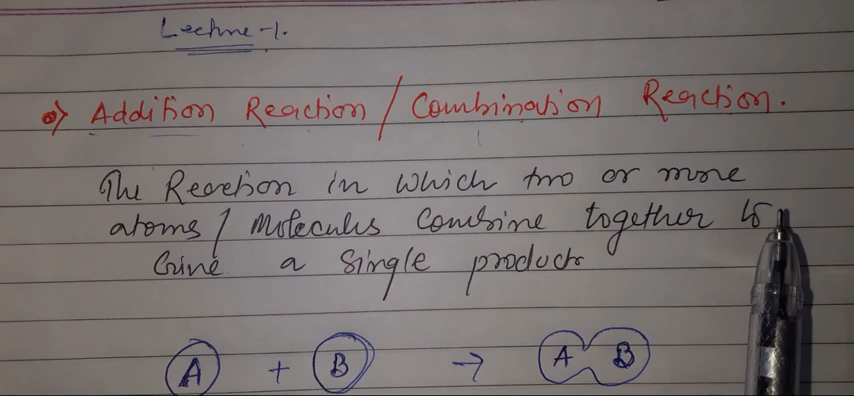 Lecture-1.
Addition Reaction / Combination Reaction.
The Reaction in which two or more
atoms / Molecules Combine together to
Give a single product
A + B → A B